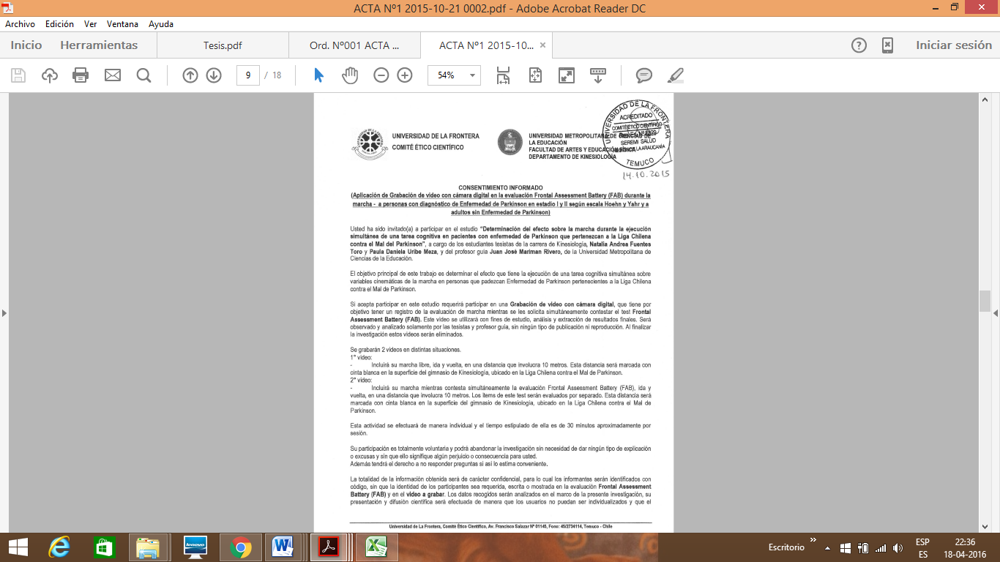 ACTA Nº1 2015-10-21 0002.pdf - Adobe Acrobat Reader DC
Archivo Edición Ver Ventana Ayuda
Inicio Herramientas Tesis.pdf Ord. Nº001 ACTA ... ACTA Nº1 2015-10... × Iniciar sesión
9 / 18 54%
UNIVERSIDAD DE LA FRONTERA
COMITÉ ÉTICO CIENTÍFICO
UNIVERSIDAD METROPOLITANA DE CIENCIAS DE
LA EDUCACIÓN
FACULTAD DE ARTES Y EDUCACIÓN FÍSICA
DEPARTAMENTO DE KINESIOLOGÍA
UNIVERSIDAD DE LA FRONTERA
ACREDITADO
COMITÉ ÉTICO CIENTÍFICO
SEREMI SALUD
LA ARAUCANÍA
TEMUCO
14.10.2015
CONSENTIMIENTO INFORMADO
(Aplicación de Grabación de video con cámara digital en la evaluación Frontal Assessment Battery (FAB) durante la
marcha - a personas con diagnóstico de Enfermedad de Parkinson en estadío I y II según escala Hoehn y Yahr y a
adultos sin Enfermedad de Parkinson)
Usted ha sido invitado(a) a participar en el estudio "Determinación del efecto sobre la marcha durante la ejecución
simultánea de una tarea cognitiva en pacientes con enfermedad de Parkinson que pertenezcan a la Liga Chilena
contra el Mal del Parkinson", a cargo de los estudiantes tesistas de la carrera de Kinesiología, Natalia Andrea Fuentes
Toro y Paula Daniela Uribe Meza, y del profesor guía Juan José Mariman Rivero, de la Universidad Metropolitana de
Ciencias de la Educación.
El objetivo principal de este trabajo es determinar el efecto que tiene la ejecución de una tarea cognitiva simultánea sobre
variables cinemáticas de la marcha en personas que padezcan Enfermedad de Parkinson pertenecientes a la Liga Chilena
contra el Mal de Parkinson.
Si acepta participar en este estudio requerirá participar en una Grabación de video con cámara digital, que tiene por
objetivo tener un registro de la evaluación de marcha mientras se les solicita simultáneamente contestar el test Frontal
Assessment Battery (FAB). Este video se utilizará con fines de estudio, análisis y extracción de resultados finales. Será
observado y analizado solamente por las tesistas y profesor guía, sin ningún tipo de publicación ni reproducción. Al finalizar
la investigación estos videos serán eliminados.
Se grabarán 2 videos en distintas situaciones.
1° video:
- Incluirá su marcha libre, ida y vuelta, en una distancia que involucra 10 metros. Esta distancia será marcada con
cinta blanca en la superficie del gimnasio de Kinesiología, ubicado en la Liga Chilena contra el Mal de Parkinson.
2° video:
- Incluirá su marcha mientras contesta simultáneamente la evaluación Frontal Assessment Battery (FAB), ida y
vuelta, en una distancia que involucra 10 metros. Los ítems de este test serán evaluados por separado. Esta distancia será
marcada con cinta blanca en la superficie del gimnasio de Kinesiología, ubicado en la Liga Chilena contra el Mal de
Parkinson.
Esta actividad se efectuará de manera individual y el tiempo estipulado de ella es de 30 minutos aproximadamente por
sesión.
Su participación es totalmente voluntaria y podrá abandonar la investigación sin necesidad de dar ningún tipo de explicación
o excusas y sin que ello signifique algún perjuicio o consecuencia para usted.
Además tendrá el derecho a no responder preguntas si así lo estima conveniente.
La totalidad de la información obtenida será de carácter confidencial, para lo cual los informantes serán identificados con
código, sin que la identidad de los participantes sea requerida, escrita o mostrada en la evaluación Frontal Assessment
Battery (FAB) y en el video a grabar. Los datos recogidos serán analizados en el marco de la presente investigación, su
presentación y difusión científica será efectuada de manera que los usuarios no puedan ser individualizados y que el
Universidad de La Frontera, Comité Ético Científico, Av. Francisco Salazar Nº 01145, Fono: 45/2734114, Temuco - Chile
lenovo
Escritorio » ESP 22:36
ES 18-04-2016